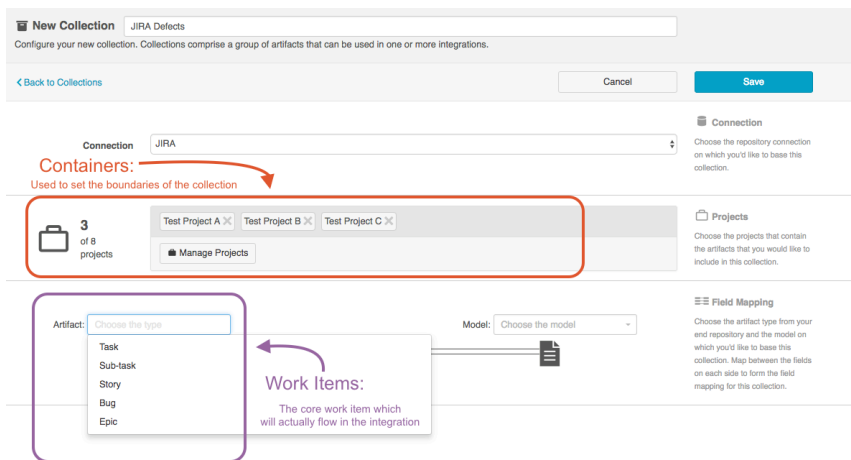 New Collection JIRA Defects
Configure your new collection. Collections comprise a group of artifacts that can be used in one or more integrations.
Back to Collections
Cancel
Save
Connection
JIRA
Connection
Choose the repository connection
on which you'd like to base this
collection.
Containers:
Used to set the boundaries of the collection
3
of 8
projects
Test Project A Test Project B Test Project C
Manage Projects
Projects
Choose the projects that contain
the artifacts that you would like to
include in this collection.
Artifact: Choose the type
Model: Choose the model
Field Mapping
Choose the artifact type from your
end repository and the model on
which you'd like to base this
collection. Map between the fields
on each side to form the field
mapping for this collection.
Task
Sub-task
Story
Bug
Epic
Work Items:
The core work item which
will actually flow in the integration